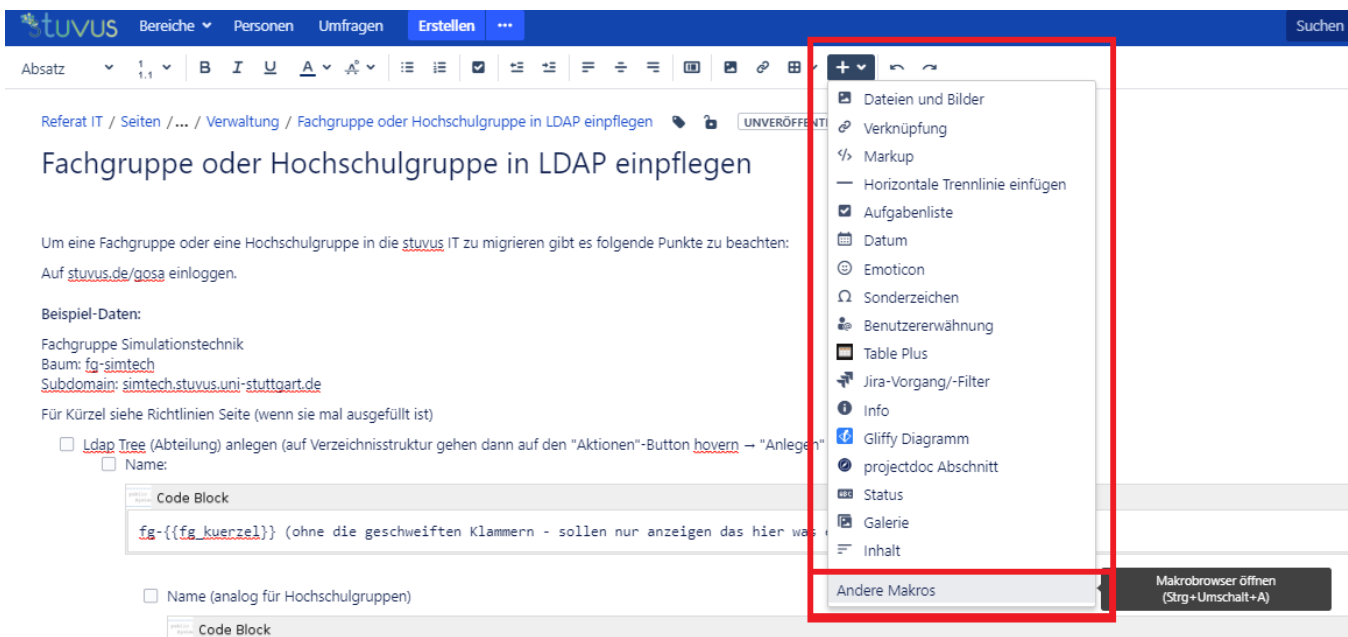 stuvus Bereiche Personen Umfragen Erstellen ••• Suchen
Absatz 1. 1.1 B I U A
Referat IT / Seiten /... / Verwaltung / Fachgruppe oder Hochschulgruppe in LDAP einpflegen UNVERÖFFENTL
Fachgruppe oder Hochschulgruppe in LDAP einpflegen
Um eine Fachgruppe oder eine Hochschulgruppe in die stuvus IT zu migrieren gibt es folgende Punkte zu beachten:
Auf stuvus.de/gosa einloggen.
Beispiel-Daten:
Fachgruppe Simulationstechnik
Baum: fg-simtech
Subdomain: simtech.stuvus.uni-stuttgart.de
Für Kürzel siehe Richtlinien Seite (wenn sie mal ausgefüllt ist)
Ldap Tree (Abteilung) anlegen (auf Verzeichnisstruktur gehen dann auf den "Aktionen"-Button hovern → "Anlegen"
Name:
Code Block
fg-{{fg_kuerzel}} (ohne die geschweiften Klammern - sollen nur anzeigen das hier was
Name (analog für Hochschulgruppen)
Code Block
Dateien und Bilder
Verknüpfung
Markup
Horizontale Trennlinie einfügen
Aufgabenliste
Datum
Emoticon
Sonderzeichen
Benutzererwähnung
Table Plus
Jira-Vorgang/-Filter
Info
Gliffy Diagramm
projectdoc Abschnitt
Status
Galerie
Inhalt
Andere Makros
Makrobrowser öffnen
(Strg+Umschalt+A)